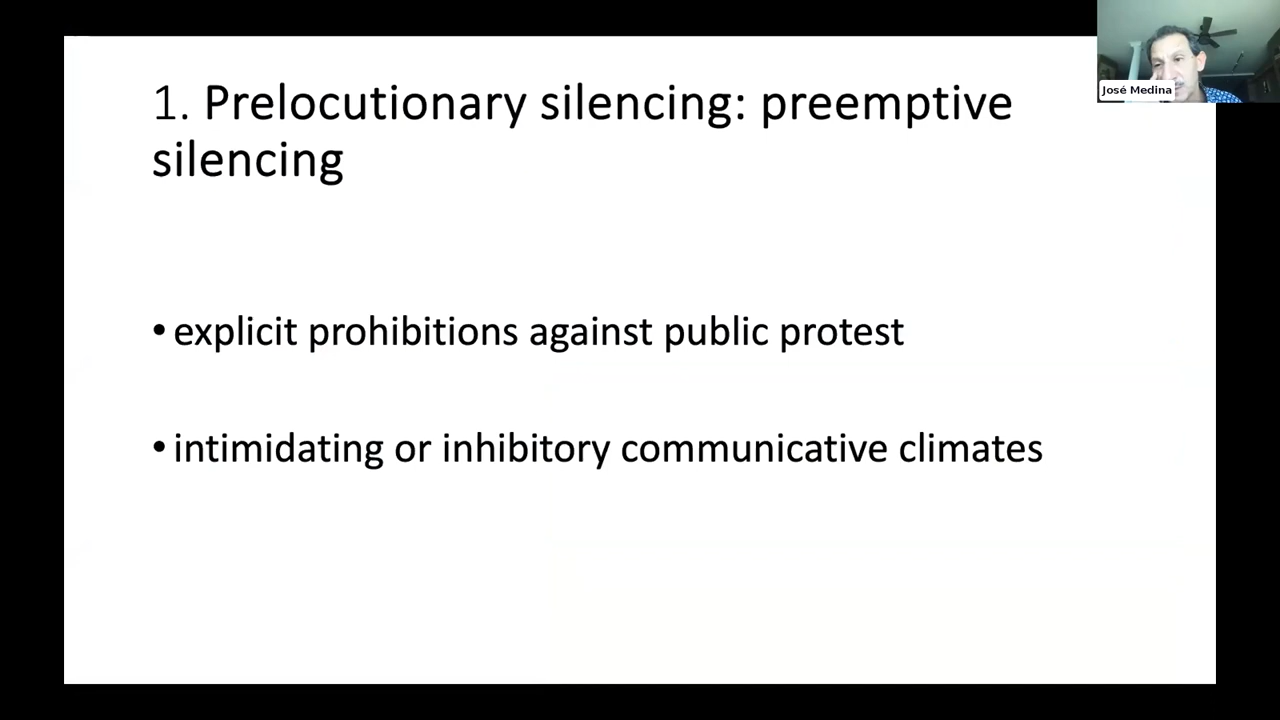 José Medina
1. Prelocutionary silencing: preemptive
silencing
• explicit prohibitions against public protest
• intimidating or inhibitory communicative climates